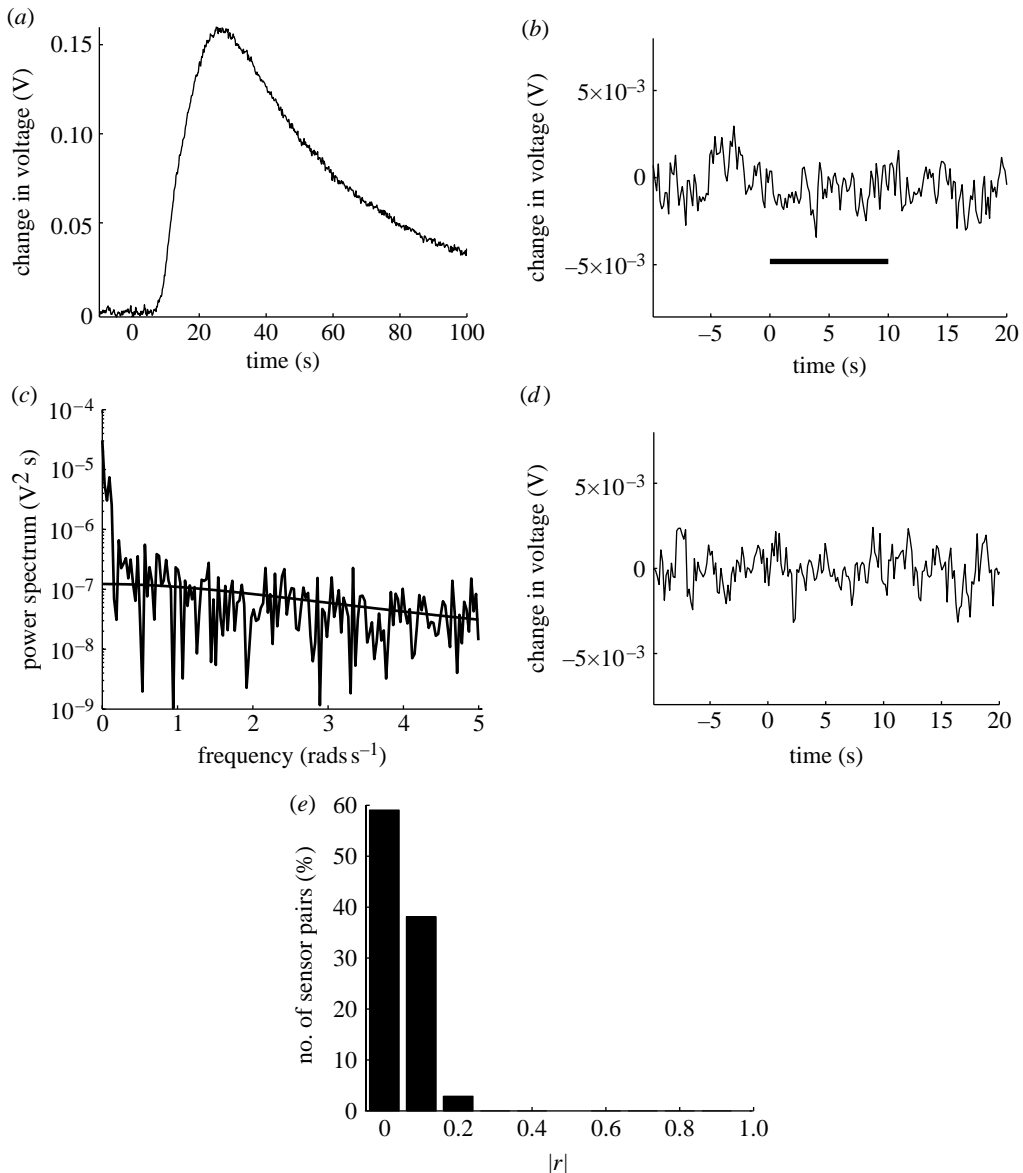 (a)
change in voltage (V)
0.15
0.10
0.05
0
0 20 40 60 80 100
time (s)
(b)
change in voltage (V)
5×10⁻³
0
−5×10⁻³
−5 0 5 10 15 20
time (s)
(c)
power spectrum (V² s)
10⁻⁴
10⁻⁵
10⁻⁶
10⁻⁷
10⁻⁸
10⁻⁹
0 1 2 3 4 5
frequency (rads s⁻¹)
(d)
change in voltage (V)
5×10⁻³
0
−5×10⁻³
−5 0 5 10 15 20
time (s)
(e)
no. of sensor pairs (%)
60
50
40
30
20
10
0
0 0.2 0.4 0.6 0.8 1.0
|r|